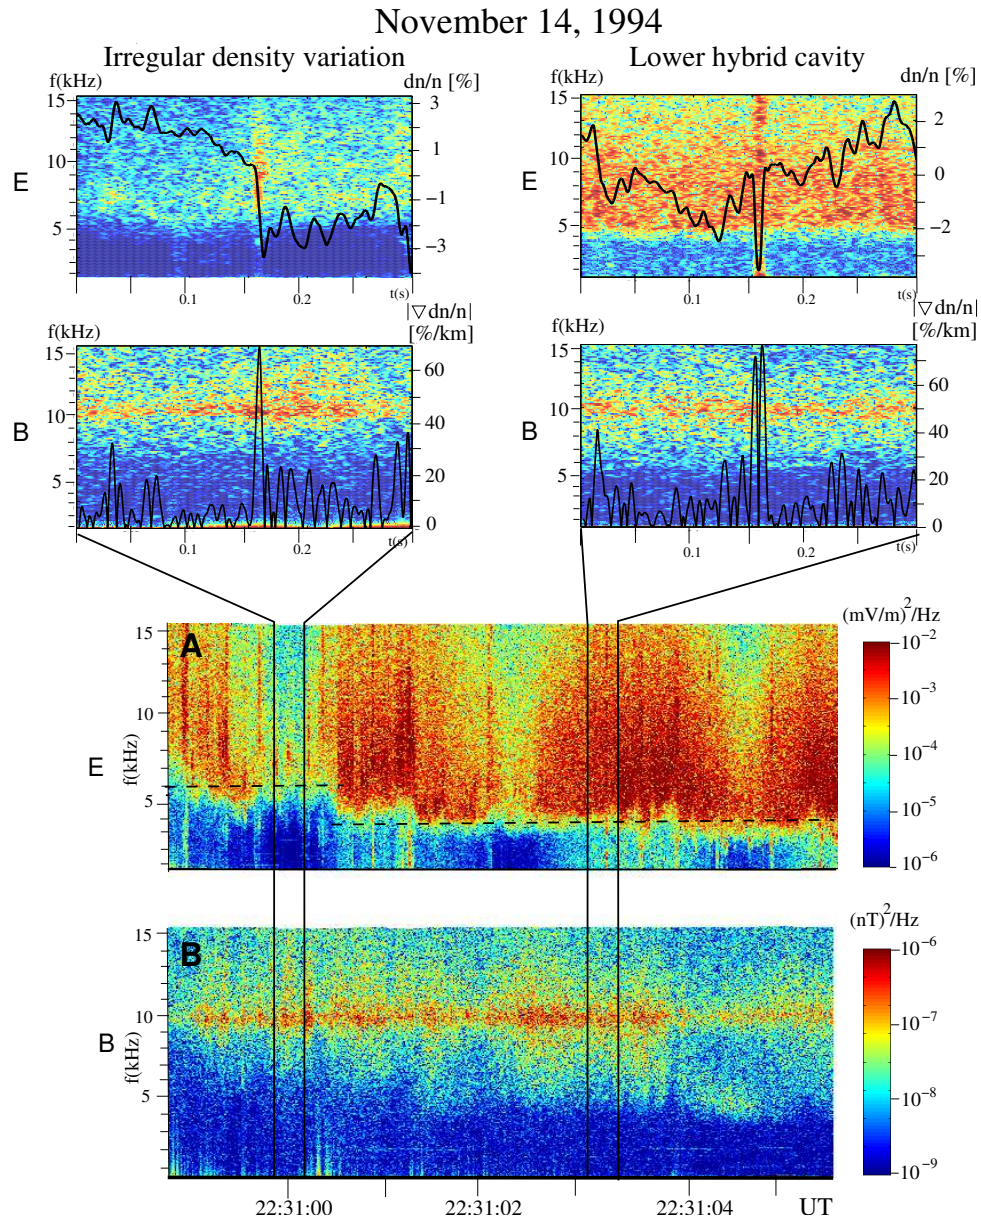 November 14, 1994
Irregular density variation
Lower hybrid cavity
f(kHz)
dn/n [%]
f(kHz)
dn/n [%]
15
3
15
2
1
10
10
E
E
0
−1
5
5
−2
−3
0.1
0.2
t(s)
0.1
0.2
t(s)
f(kHz)
|▽dn/n|
[%/km]
f(kHz)
|▽dn/n|
[%/km]
15
60
15
60
10
40
10
40
B
B
5
20
5
20
0
0
0.1
0.2
t(s)
0.1
0.2
t(s)
(mV/m)²/Hz
15
A
10⁻²
10⁻³
10
E
f(kHz)
10⁻⁴
5
10⁻⁵
10⁻⁶
(nT)²/Hz
15
B
10⁻⁶
10
10⁻⁷
B
f(kHz)
5
10⁻⁸
10⁻⁹
22:31:00
22:31:02
22:31:04
UT